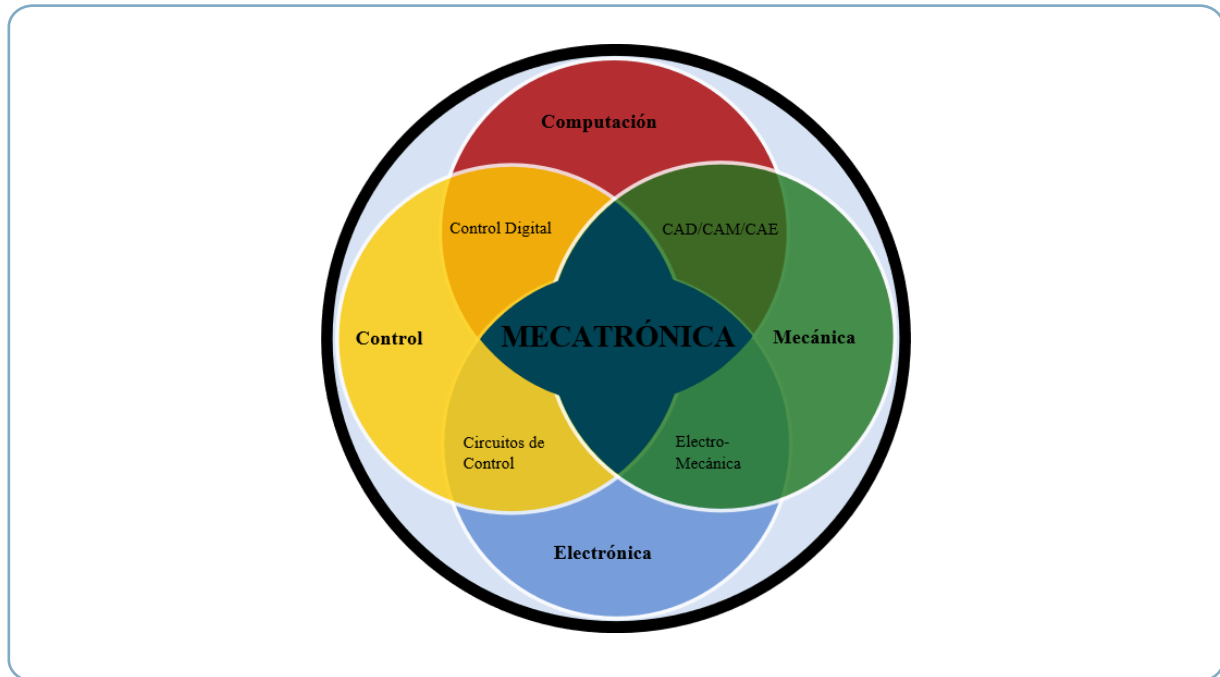 Computación
Control Digital
CAD/CAM/CAE
Control
MECATRÓNICA
Mecánica
Circuitos de
Control
Electro-
Mecánica
Electrónica